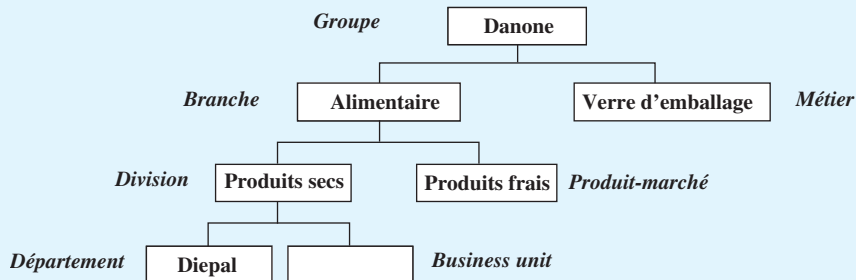 Groupe Danone
Branche Alimentaire Verre d'emballage Métier
Division Produits secs Produits frais Produit-marché
Département Diepal Business unit